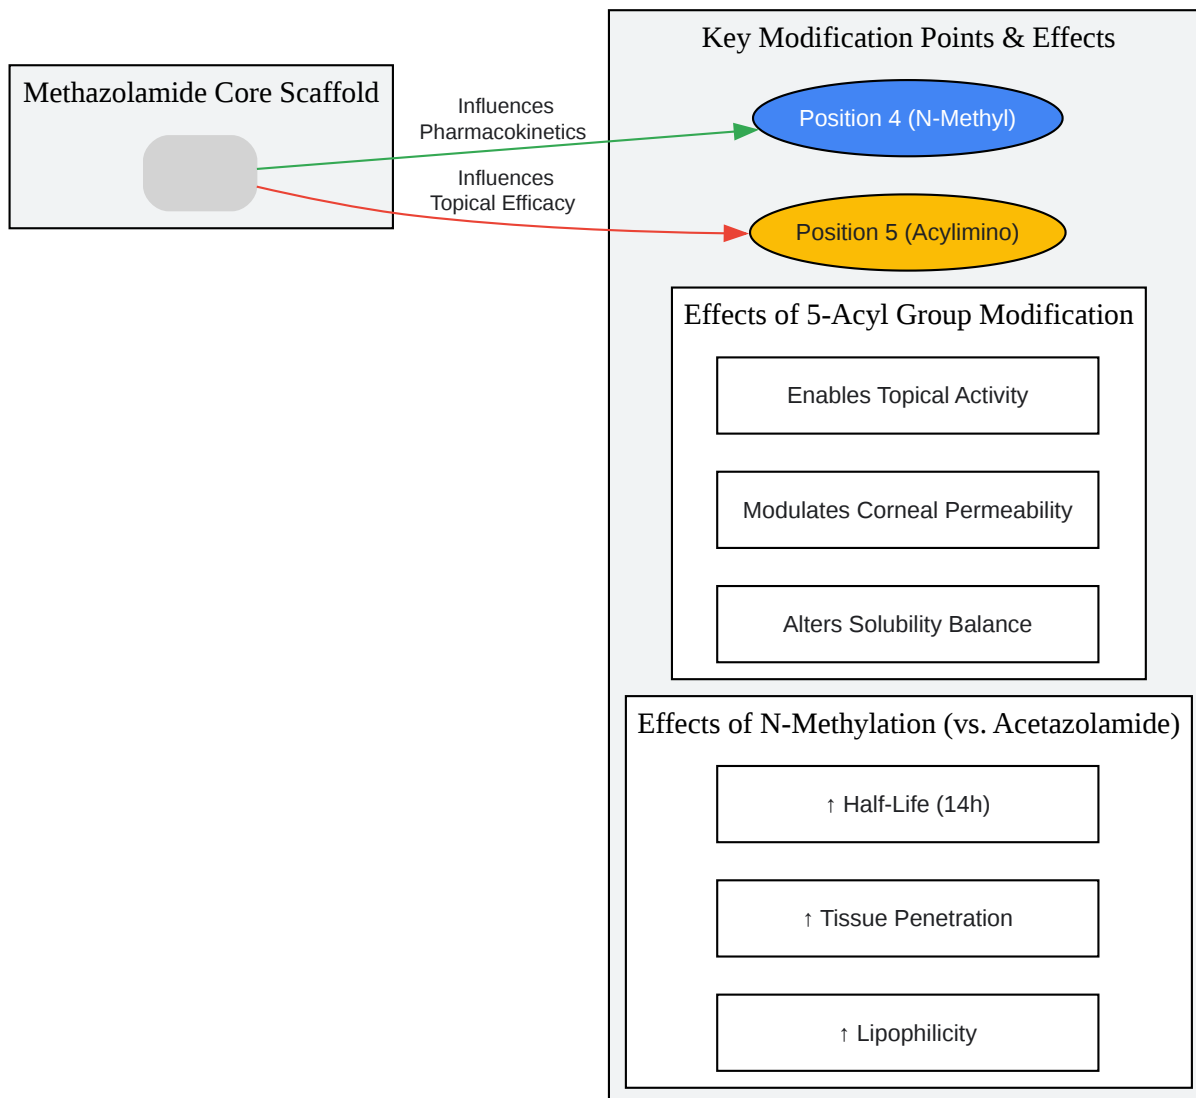 Key Modification Points & Effects
Methazolamide Core Scaffold
Influences
Pharmacokinetics
Position 4 (N-Methyl)
Influences
Topical Efficacy
Position 5 (Acylimino)
Effects of 5-Acyl Group Modification
Enables Topical Activity
Modulates Corneal Permeability
Alters Solubility Balance
Effects of N-Methylation (vs. Acetazolamide)
↑ Half-Life (14h)
↑ Tissue Penetration
↑ Lipophilicity